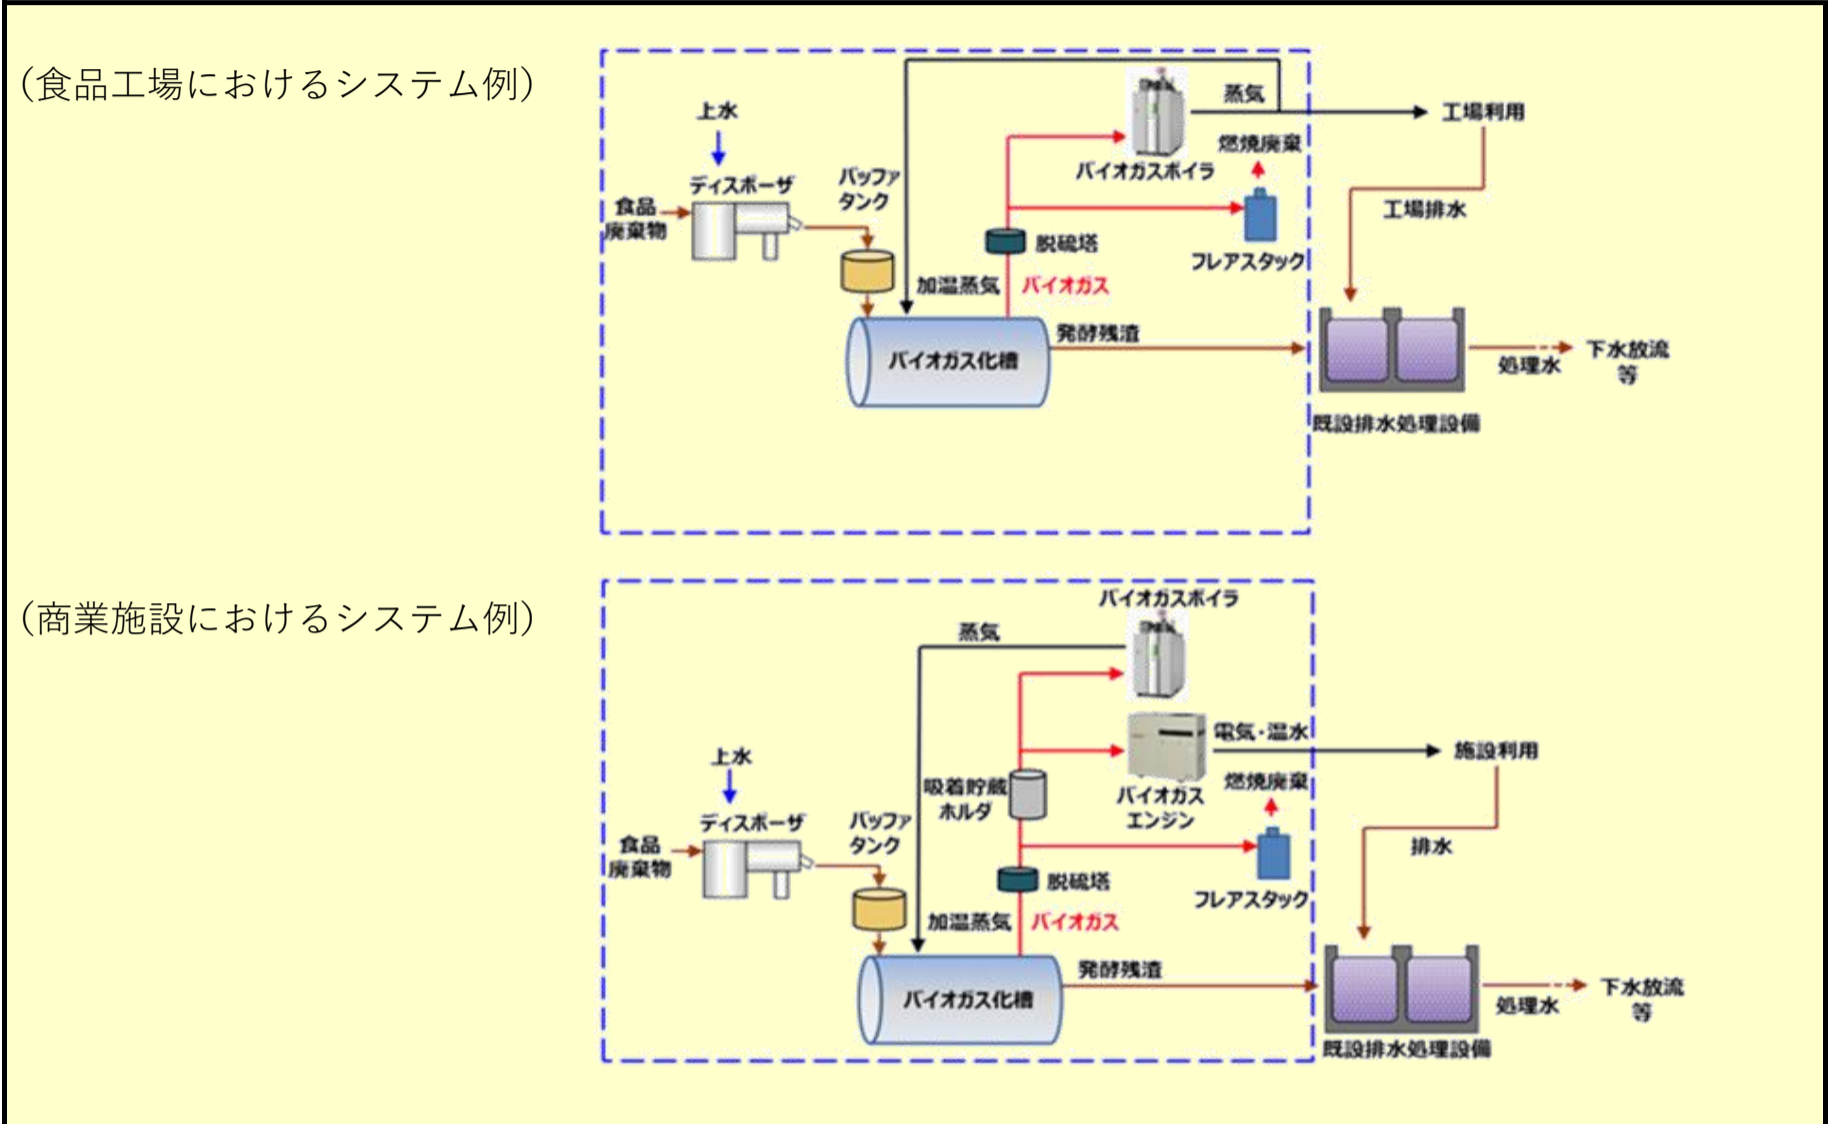 (食品工場におけるシステム例)
上水
ディスポーザ
食品
廃棄物
バッファ
タンク
加温蒸気
バイオガス
脱硫塔
バイオガスボイラ
蒸気
燃焼廃棄
フレアスタック
工場利用
工場排水
バイオガス化槽
発酵残渣
既設排水処理設備
処理水
下水放流
等
(商業施設におけるシステム例)
バイオガスボイラ
蒸気
上水
ディスポーザ
食品
廃棄物
バッファ
タンク
吸着貯蔵
ホルダ
脱硫塔
加温蒸気
バイオガス
バイオガス
エンジン
電気・温水
燃焼廃棄
フレアスタック
施設利用
排水
バイオガス化槽
発酵残渣
既設排水処理設備
処理水
下水放流
等